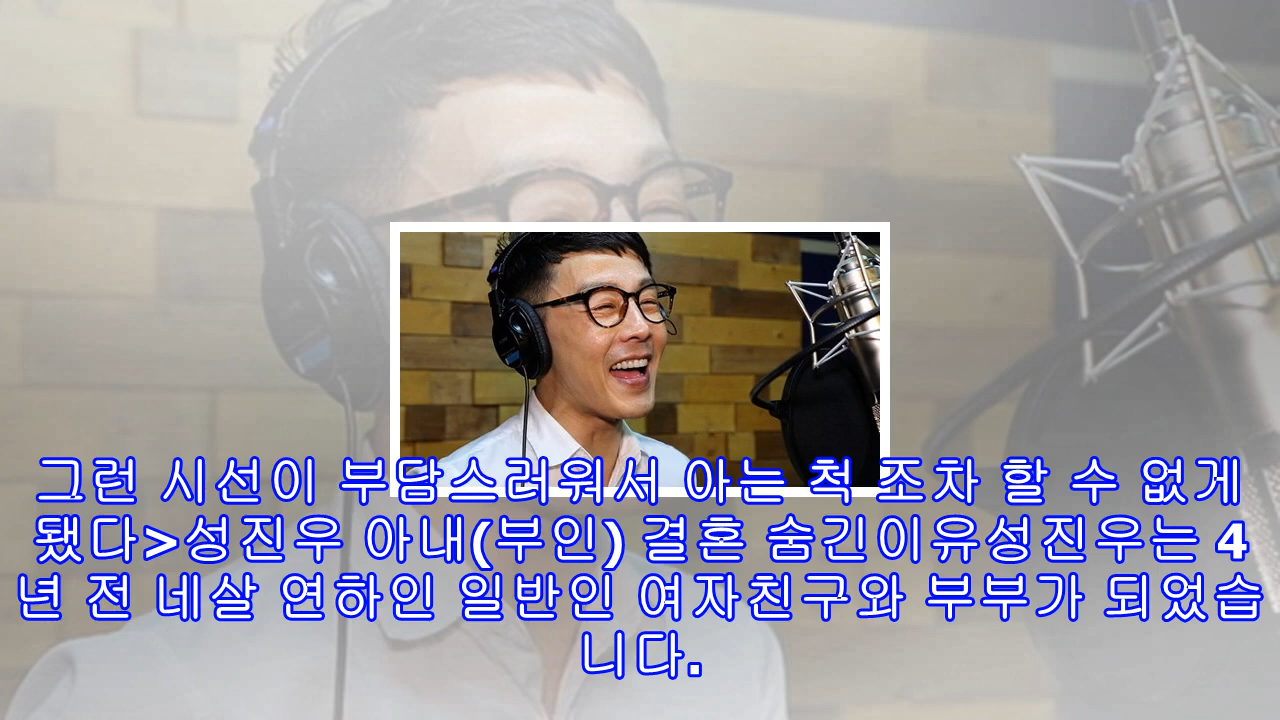 그런 시선이 부담스러워서 아는 척 조차 할 수 없게
됐다>성진우 아내(부인) 결혼 숨긴이유성진우는 4
년 전 네살 연하인 일반인 여자친구와 부부가 되었습
니다.